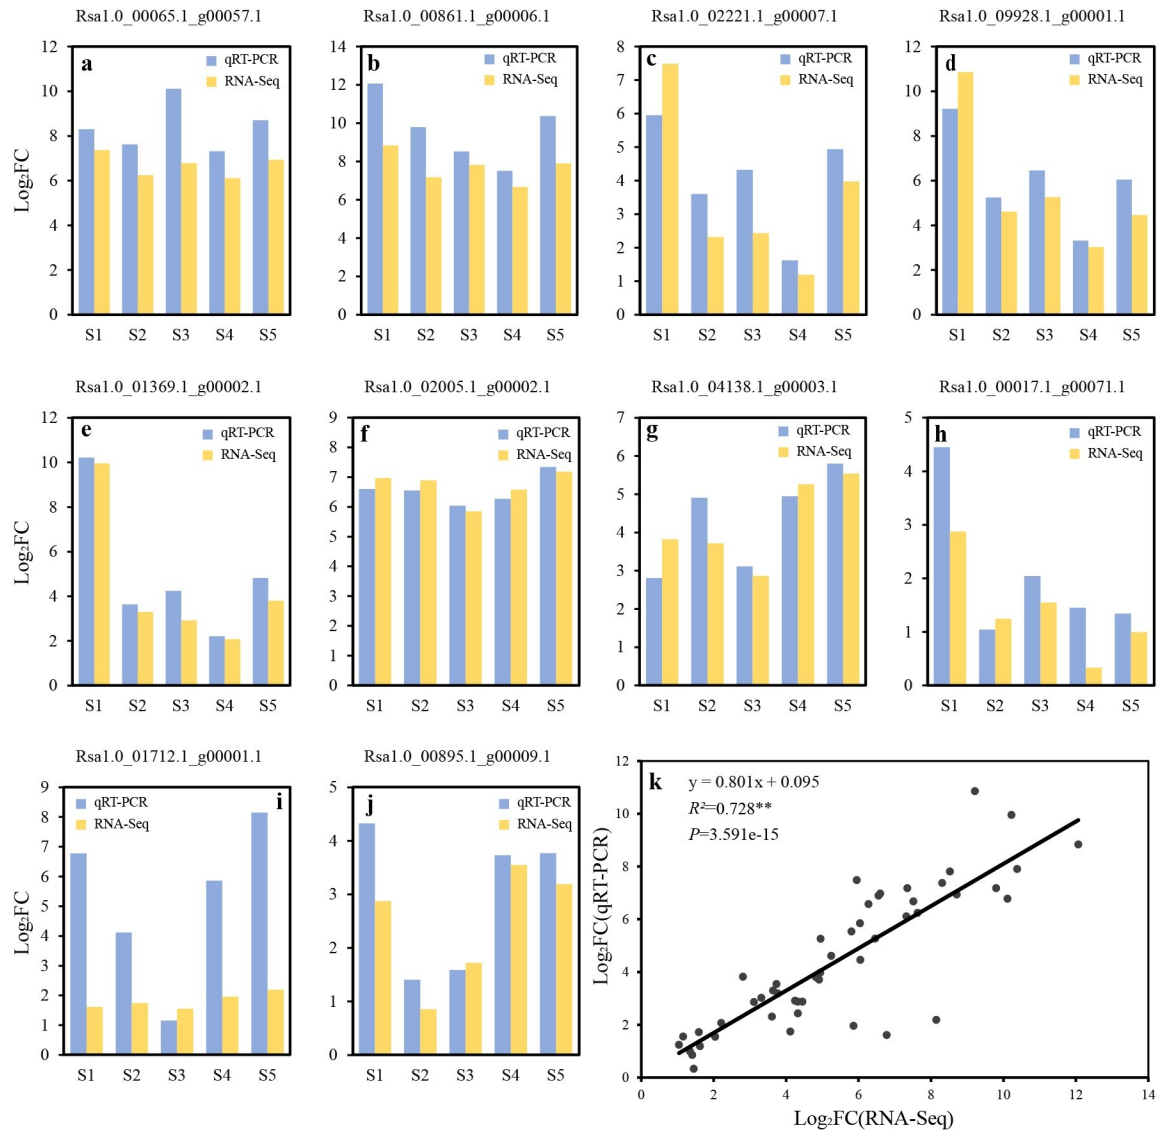 Rsa1.0_00065.1_g00057.1
Rsa1.0_00861.1_g00006.1
Rsa1.0_02221.1_g00007.1
Rsa1.0_09928.1_g00001.1
a
qRT-PCR
RNA-Seq
Log₂FC
12
10
8
6
4
2
0
S1 S2 S3 S4 S5
b
qRT-PCR
RNA-Seq
14
12
10
8
6
4
2
0
S1 S2 S3 S4 S5
c
qRT-PCR
RNA-Seq
8
7
6
5
4
3
2
1
0
S1 S2 S3 S4 S5
d
qRT-PCR
RNA-Seq
12
10
8
6
4
2
0
S1 S2 S3 S4 S5
Rsa1.0_01369.1_g00002.1
Rsa1.0_02005.1_g00002.1
Rsa1.0_04138.1_g00003.1
Rsa1.0_00017.1_g00071.1
e
qRT-PCR
RNA-Seq
Log₂FC
12
10
8
6
4
2
0
S1 S2 S3 S4 S5
f
qRT-PCR
RNA-Seq
9
8
7
6
5
4
3
2
1
0
S1 S2 S3 S4 S5
g
qRT-PCR
RNA-Seq
7
6
5
4
3
2
1
0
S1 S2 S3 S4 S5
h
qRT-PCR
RNA-Seq
5
4
3
2
1
0
S1 S2 S3 S4 S5
Rsa1.0_01712.1_g00001.1
Rsa1.0_00895.1_g00009.1
i
qRT-PCR
RNA-Seq
Log₂FC
9
8
7
6
5
4
3
2
1
0
S1 S2 S3 S4 S5
j
qRT-PCR
RNA-Seq
5
4
3
2
1
0
S1 S2 S3 S4 S5
k
y = 0.801x + 0.095
R²=0.728**
P=3.591e-15
Log₂FC(qRT-PCR)
12
10
8
6
4
2
0
0 2 4 6 8 10 12 14
Log₂FC(RNA-Seq)